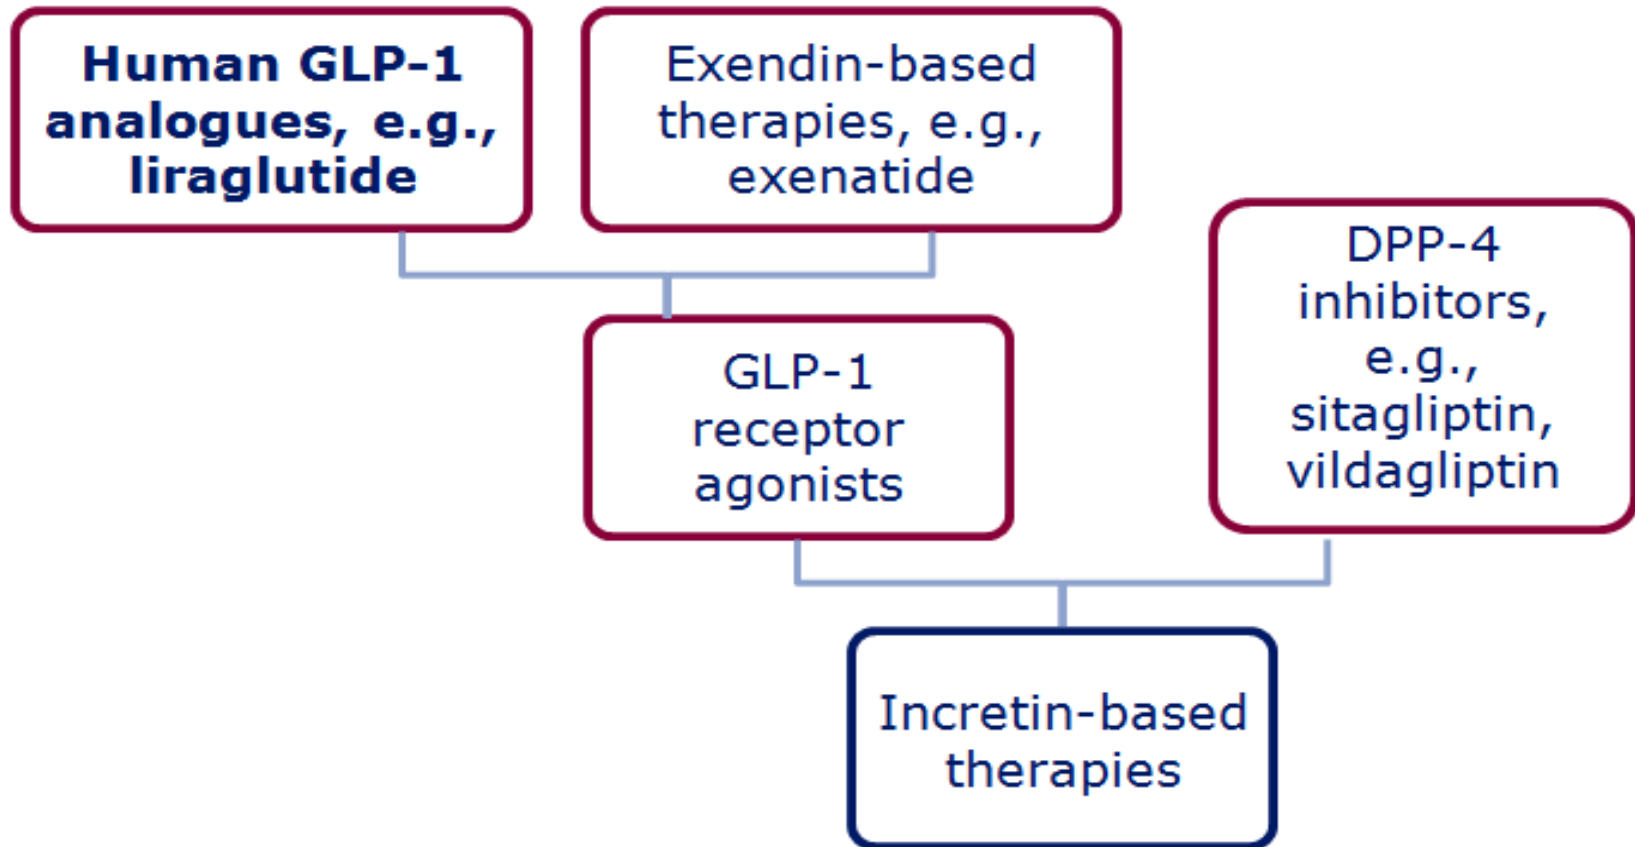 Human GLP-1
analogues, e.g.,
liraglutide
Exendin-based
therapies, e.g.,
exenatide
DPP-4
inhibitors,
e.g.,
sitagliptin,
vildagliptin
GLP-1
receptor
agonists
Incretin-based
therapies